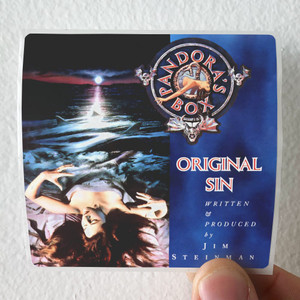 PANDORA'S
BOX
ORIGINAL
SIN
WRITTEN
&
PRODUCED
by
JIM
STEINMAN